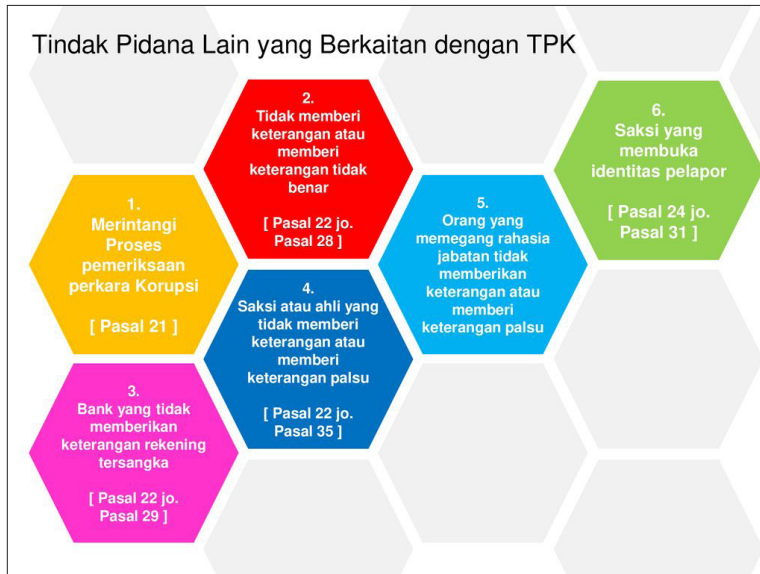 Tindak Pidana Lain yang Berkaitan dengan TPK
1.
Merintangi
Proses
pemeriksaan
perkara Korupsi
[ Pasal 21 ]
2.
Tidak memberi
keterangan atau
memberi
keterangan tidak
benar
[ Pasal 22 jo.
Pasal 28 ]
3.
Bank yang tidak
memberikan
keterangan rekening
tersangka
[ Pasal 22 jo.
Pasal 29 ]
4.
Saksi atau ahli yang
tidak memberi
keterangan atau
memberi
keterangan palsu
[ Pasal 22 jo.
Pasal 35 ]
5.
Orang yang
memegang rahasia
jabatan tidak
memberikan
keterangan atau
memberi
keterangan palsu
6.
Saksi yang
membuka
identitas pelapor
[ Pasal 24 jo.
Pasal 31 ]